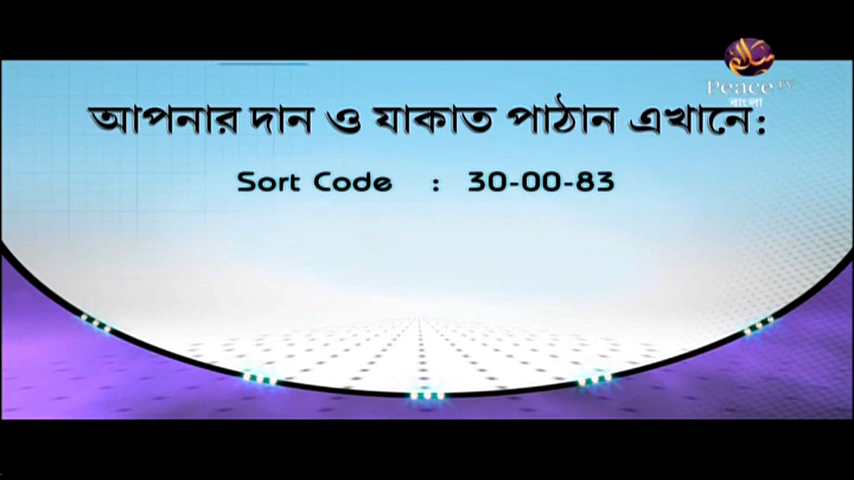 Peace TV
বাংলা
আপনার দান ও যাকাত পাঠান এখানে:
Sort Code : 30-00-83